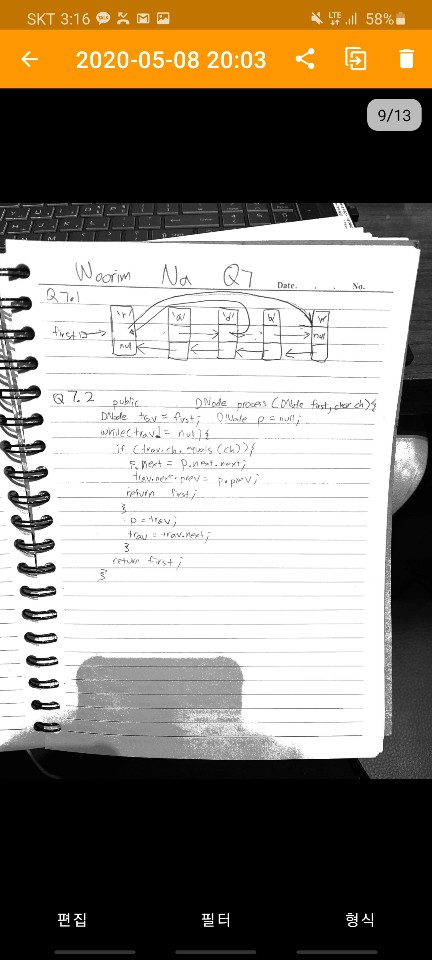 SKT 3:16 LTE 58%
2020-05-08 20:03
9/13
Woorim Na Q7
Date. . . No.
Q7.1
'r' 'a' 'd' 'a' 'r'
first null null
Q7.2 public DNode process (DNode first, char ch){
DNode trav = first; DNode p = null;
while(trav != null){
if (trav.ch.equals(ch)){
p.next = p.next.next;
trav.next.prev = p.prev;
return first;
}
p = trav;
trav = trav.next;
}
return first;
}
편집 필터 형식